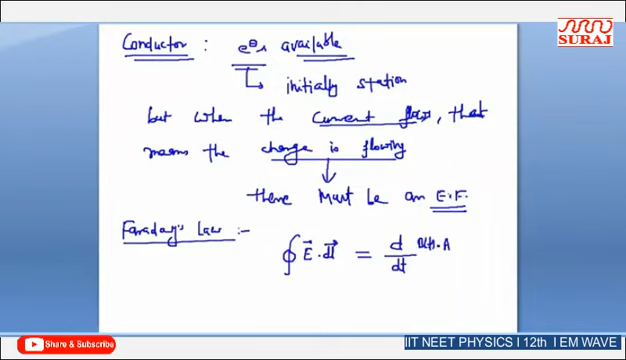 SURAJ
Conductor : e⊖s available
initially station
but when the current flows, that
means the charge is flowing
there must be an E.F.
Faraday's Law :-
∮ E⃗ · dl⃗ = d/dt B(t) · A
Share & Subscribe
IIT NEET PHYSICS I 12th I EM WAVE